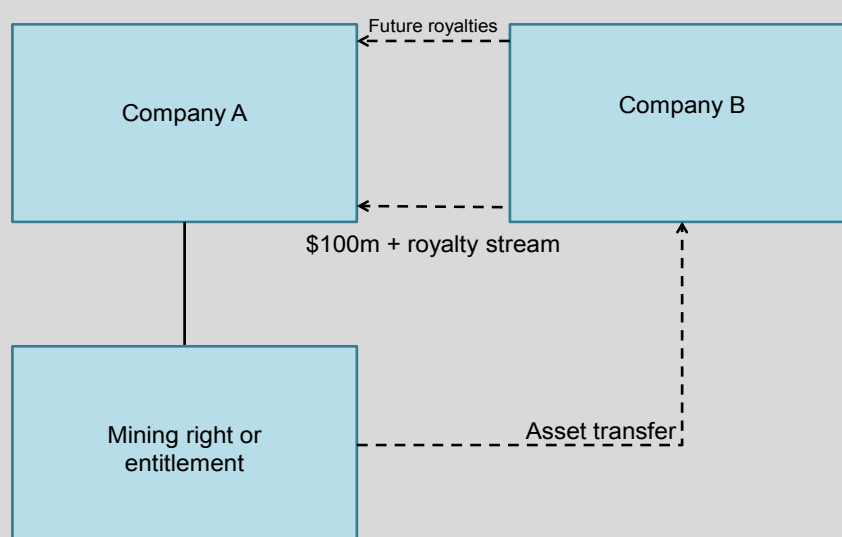 Future royalties
Company A
Company B
$100m + royalty stream
Mining right or
entitlement
Asset transfer